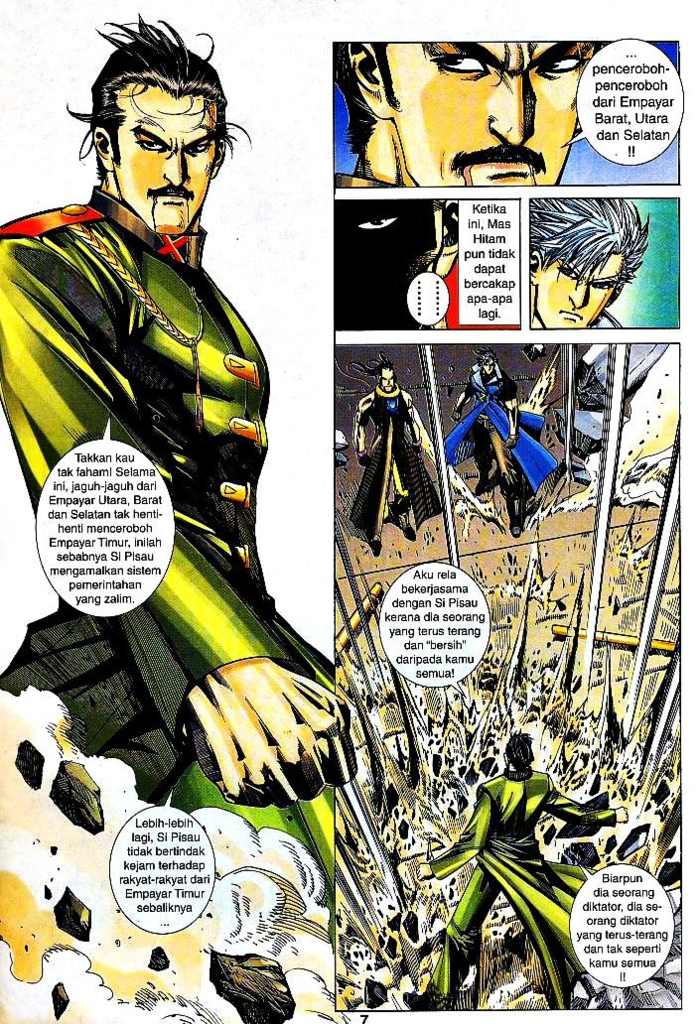 Takkan kau
tak faham! Selama
ini, jaguh-jaguh dari
Empayar Utara, Barat
dan Selatan tak henti-
henti menceroboh
Empayar Timur, inilah
sebabnya Si Pisau
mengamalkan sistem
pemerintahan
yang zalim.
Lebih-lebih
lagi, Si Pisau
tidak bertindak
kejam terhadap
rakyat-rakyat dari
Empayar Timur
sebaliknya
...
...
penceroboh-
penceroboh
dari Empayar
Barat, Utara
dan Selatan
!!
Ketika
ini, Mas
Hitam
pun tidak
dapat
bercakap
apa-apa
lagi.
Aku rela
bekerjasama
dengan Si Pisau
kerana dia seorang
yang terus terang
dan "bersih"
daripada kamu
semua!
Biarpun
dia seorang
diktator, dia se-
orang diktator
yang terus-terang
dan tak seperti
kamu semua
!!
7